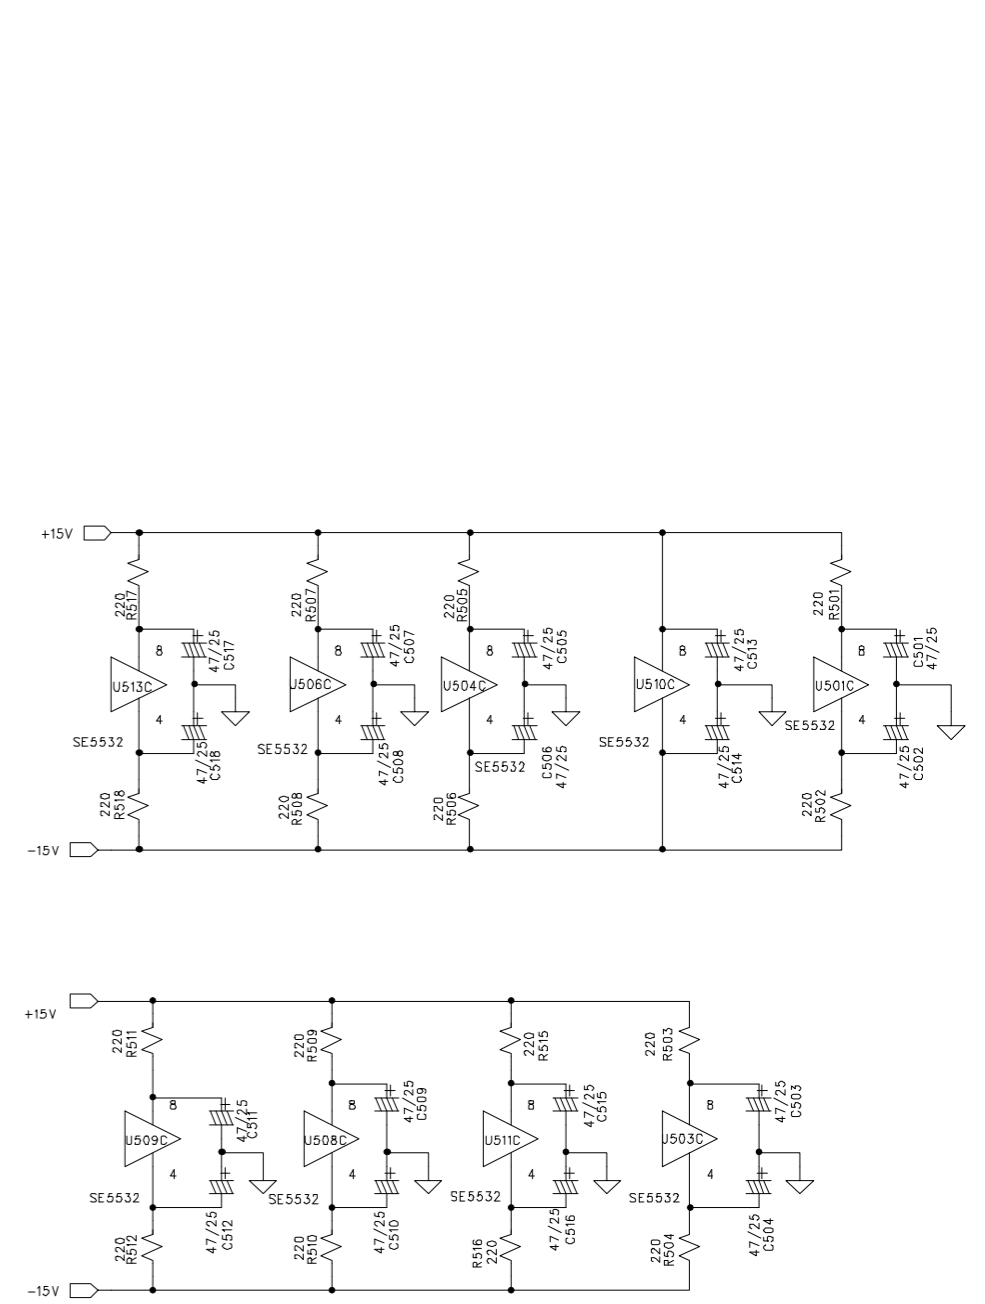 +15V
220
R517
220
R507
220
R505
220
R501
8
47/25
C517
8
47/25
C507
8
47/25
C505
8
47/25
C513
8
C501
47/25
U513C
U506C
U504C
U510C
U501C
4
SE5532
47/25
C518
4
SE5532
47/25
C508
4
SE5532
C506
47/25
4
SE5532
47/25
C514
4
SE5532
47/25
C502
220
R518
220
R508
220
R506
220
R502
-15V
+15V
220
R511
220
R509
220
R515
220
R503
8
47/25
C511
8
47/25
C509
8
47/25
C515
8
47/25
C503
U509C
U508C
U511C
U503C
4
SE5532
47/25
C512
4
SE5532
47/25
C510
4
SE5532
47/25
C516
4
SE5532
47/25
C504
220
R512
220
R510
R516
220
220
R504
-15V